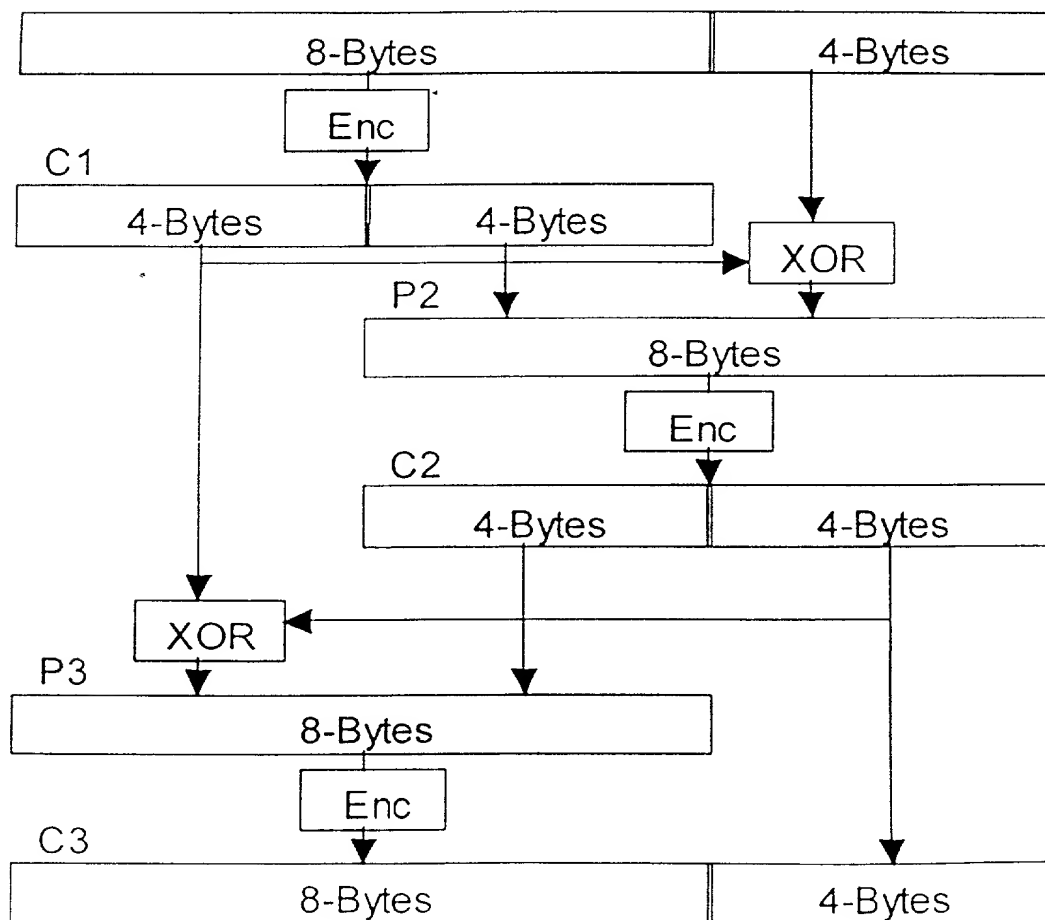 8-Bytes 4-Bytes
Enc
C1
4-Bytes 4-Bytes
XOR
P2
8-Bytes
Enc
C2
4-Bytes 4-Bytes
XOR
P3
8-Bytes
Enc
C3
8-Bytes 4-Bytes